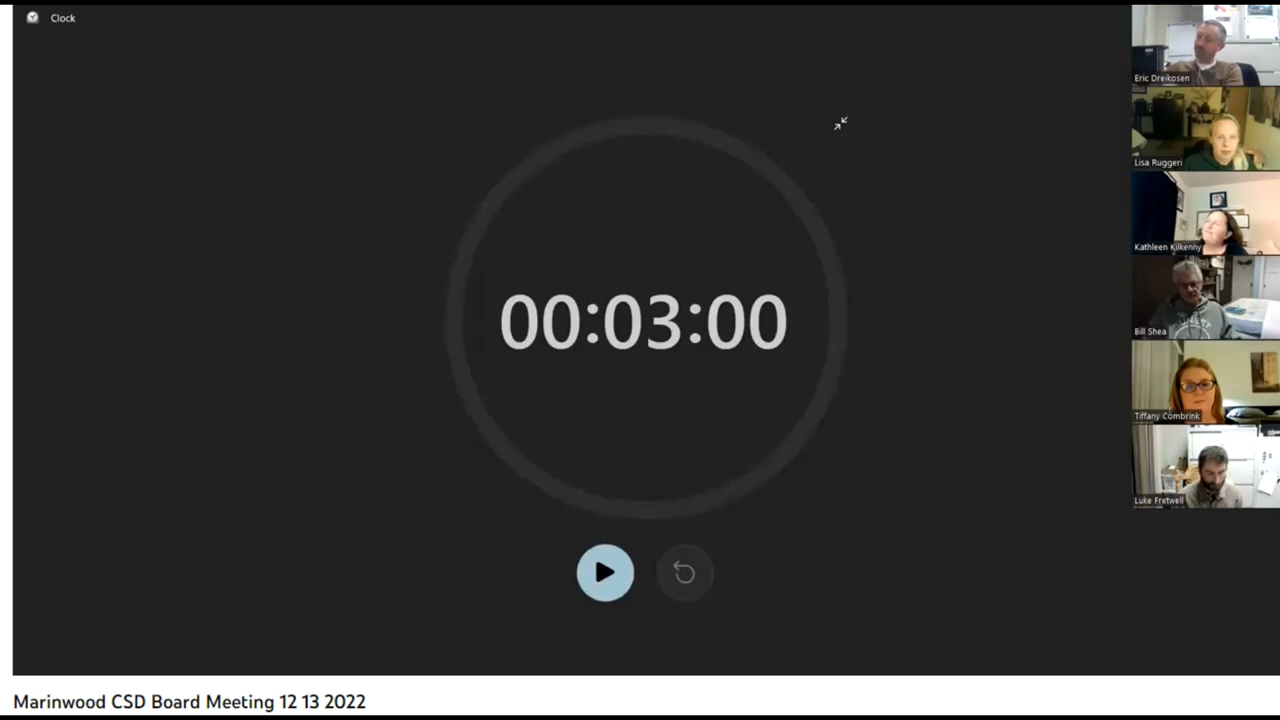 Clock
00:03:00
Eric Dreikosen
Lisa Ruggeri
Kathleen Kilkenny
Bill Shea
Tiffany Combrink
Luke Fretwell
Marinwood CSD Board Meeting 12 13 2022